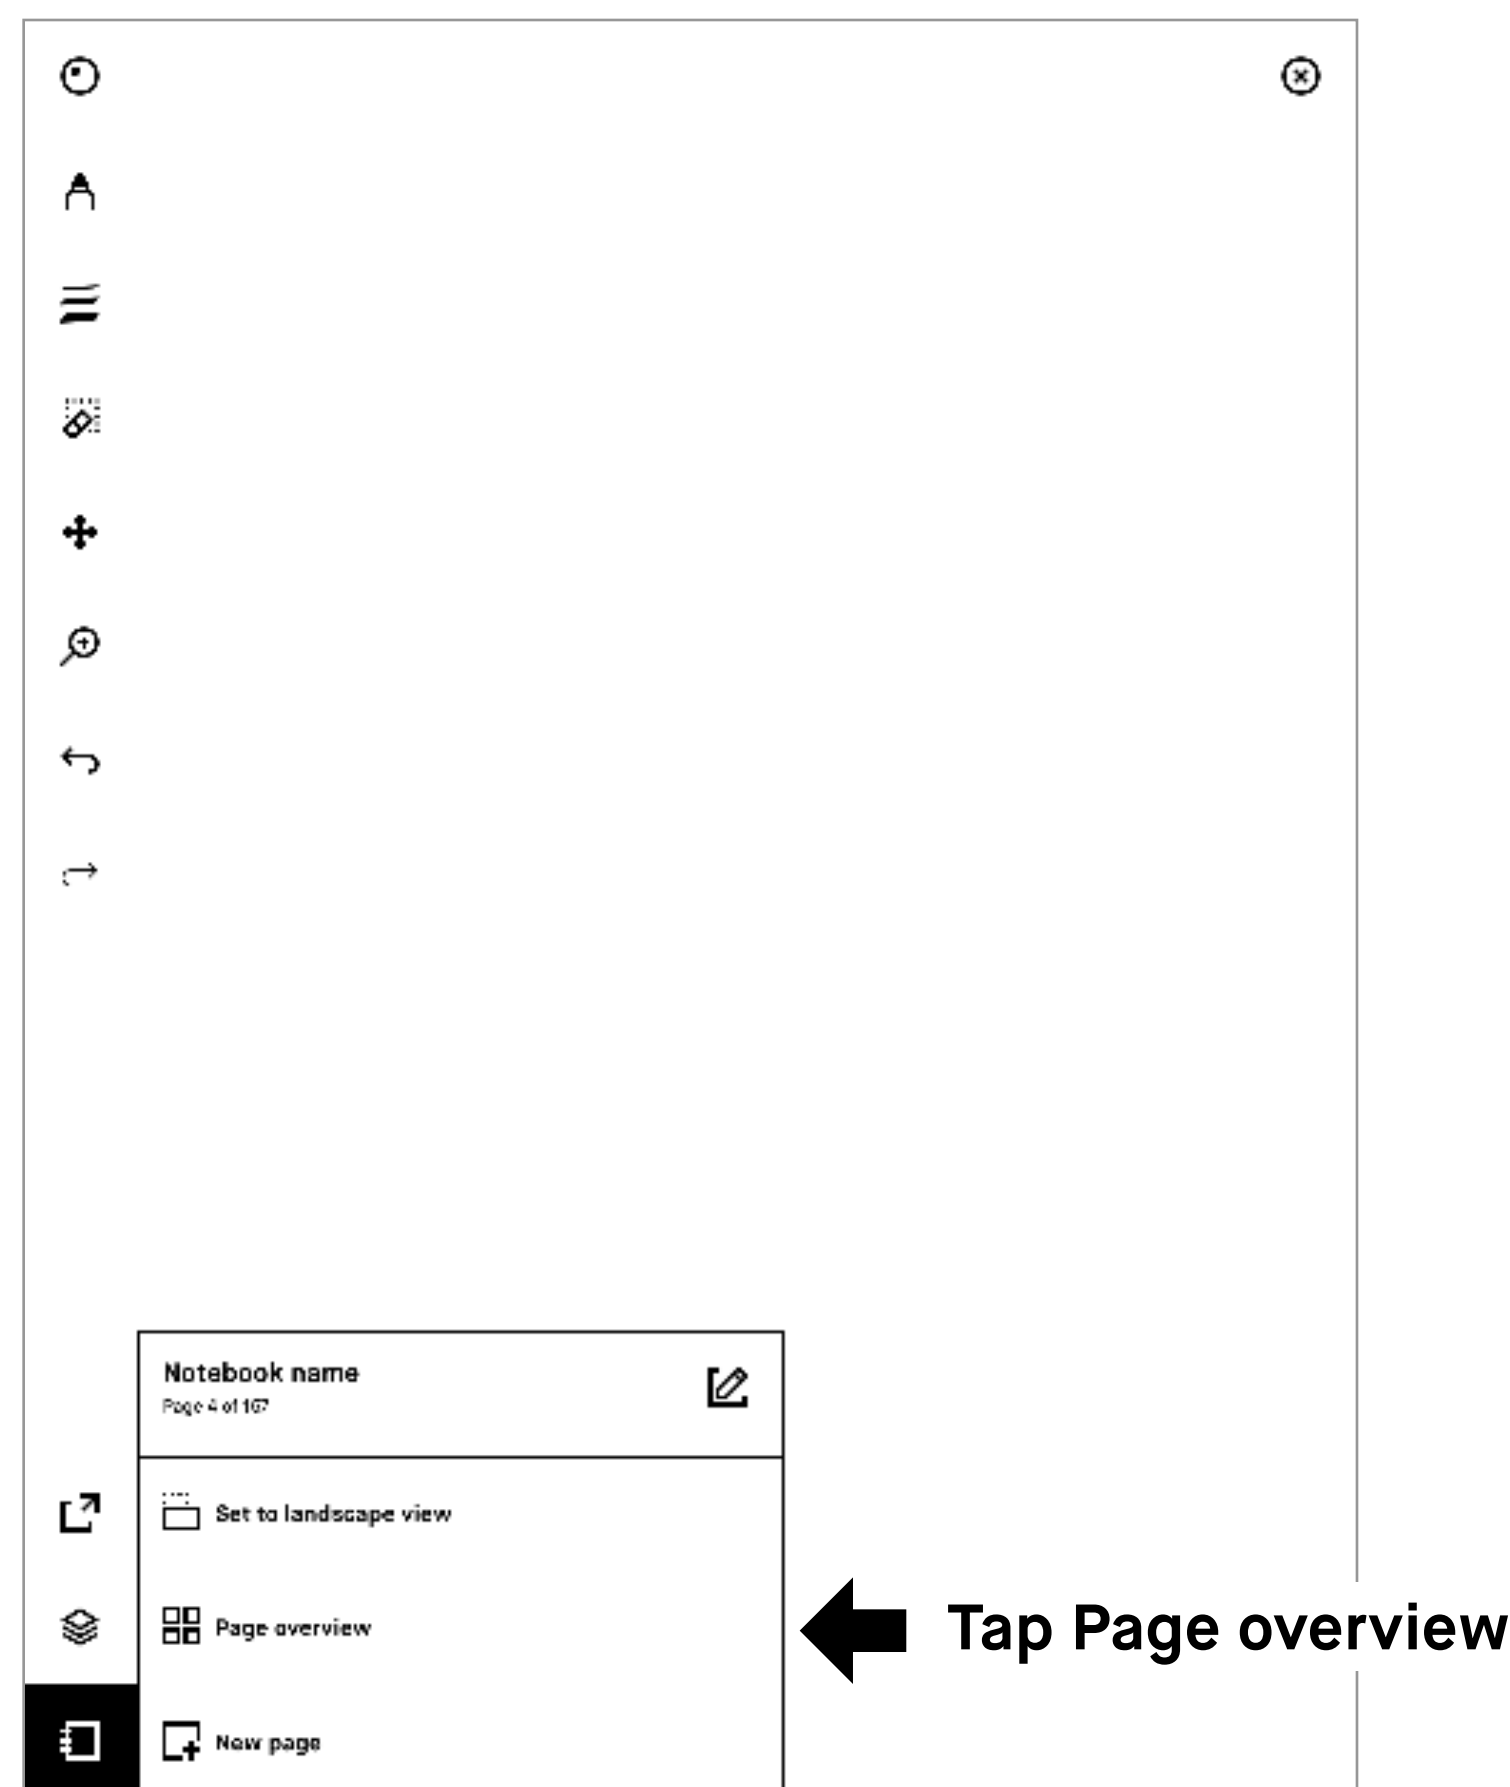 Notebook name
Page 4 of 167
Set to landscape view
Page overview
Tap Page overview
New page